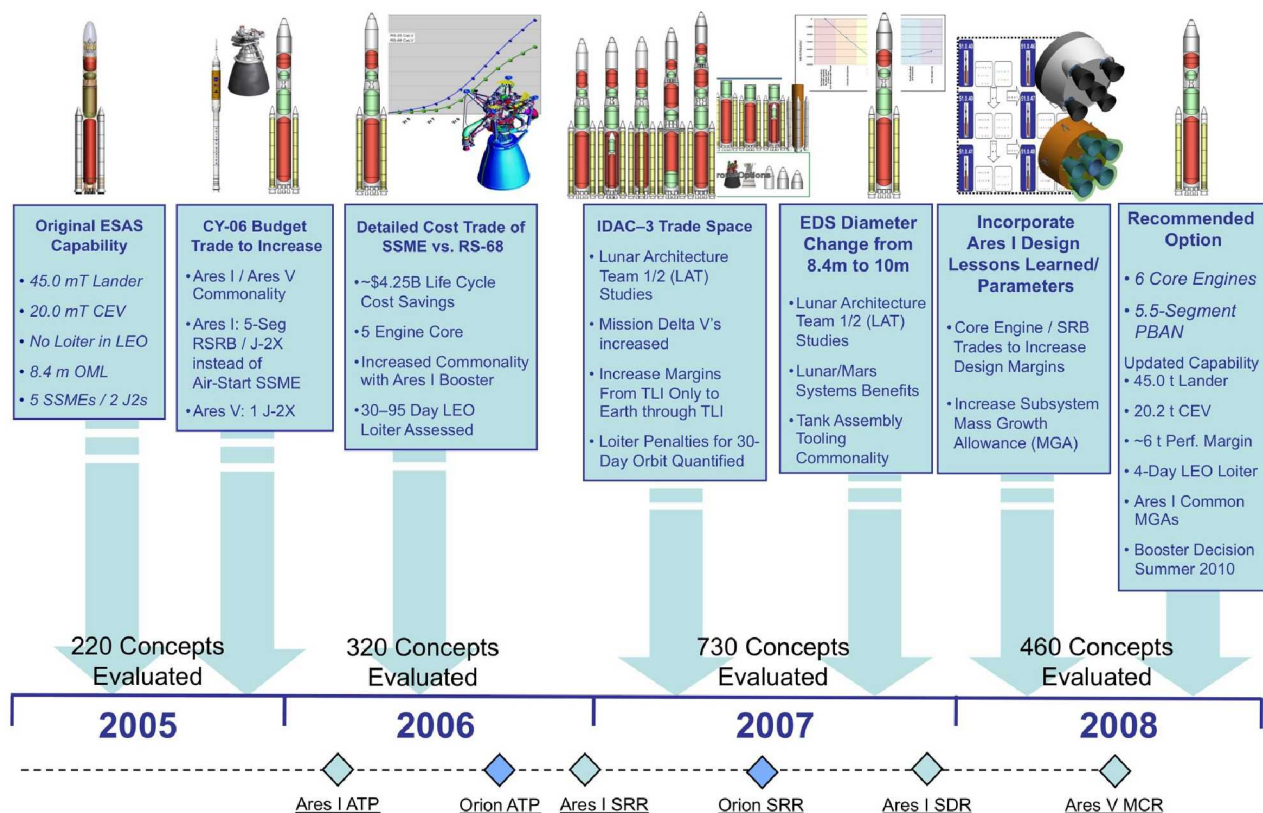 Original ESAS
Capability
• 45.0 mT Lander
• 20.0 mT CEV
• No Loiter in LEO
• 8.4 m OML
• 5 SSMEs / 2 J2s
CY-06 Budget
Trade to Increase
• Ares I / Ares V
Commonality
• Ares I: 5-Seg
RSRB / J-2X
instead of
Air-Start SSME
• Ares V: 1 J-2X
Detailed Cost Trade of
SSME vs. RS-68
• ~$4.25B Life Cycle
Cost Savings
• 5 Engine Core
• Increased Commonality
with Ares I Booster
• 30–95 Day LEO
Loiter Assessed
IDAC–3 Trade Space
• Lunar Architecture
Team 1/2 (LAT)
Studies
• Mission Delta V's
increased
• Increase Margins
From TLI Only to
Earth through TLI
• Loiter Penalties for 30-
Day Orbit Quantified
EDS Diameter
Change from
8.4m to 10m
• Lunar Architecture
Team 1/2 (LAT)
Studies
• Lunar/Mars
Systems Benefits
• Tank Assembly
Tooling
Commonality
Incorporate
Ares I Design
Lessons Learned/
Parameters
• Core Engine / SRB
Trades to Increase
Design Margins
• Increase Subsystem
Mass Growth
Allowance (MGA)
Recommended
Option
• 6 Core Engines
• 5.5-Segment
PBAN
Updated Capability
• 45.0 t Lander
• 20.2 t CEV
• ~6 t Perf. Margin
• 4-Day LEO Loiter
• Ares I Common
MGAs
• Booster Decision
Summer 2010
220 Concepts
Evaluated
320 Concepts
Evaluated
730 Concepts
Evaluated
460 Concepts
Evaluated
2005
2006
2007
2008
Ares I ATP
Orion ATP
Ares I SRR
Orion SRR
Ares I SDR
Ares V MCR